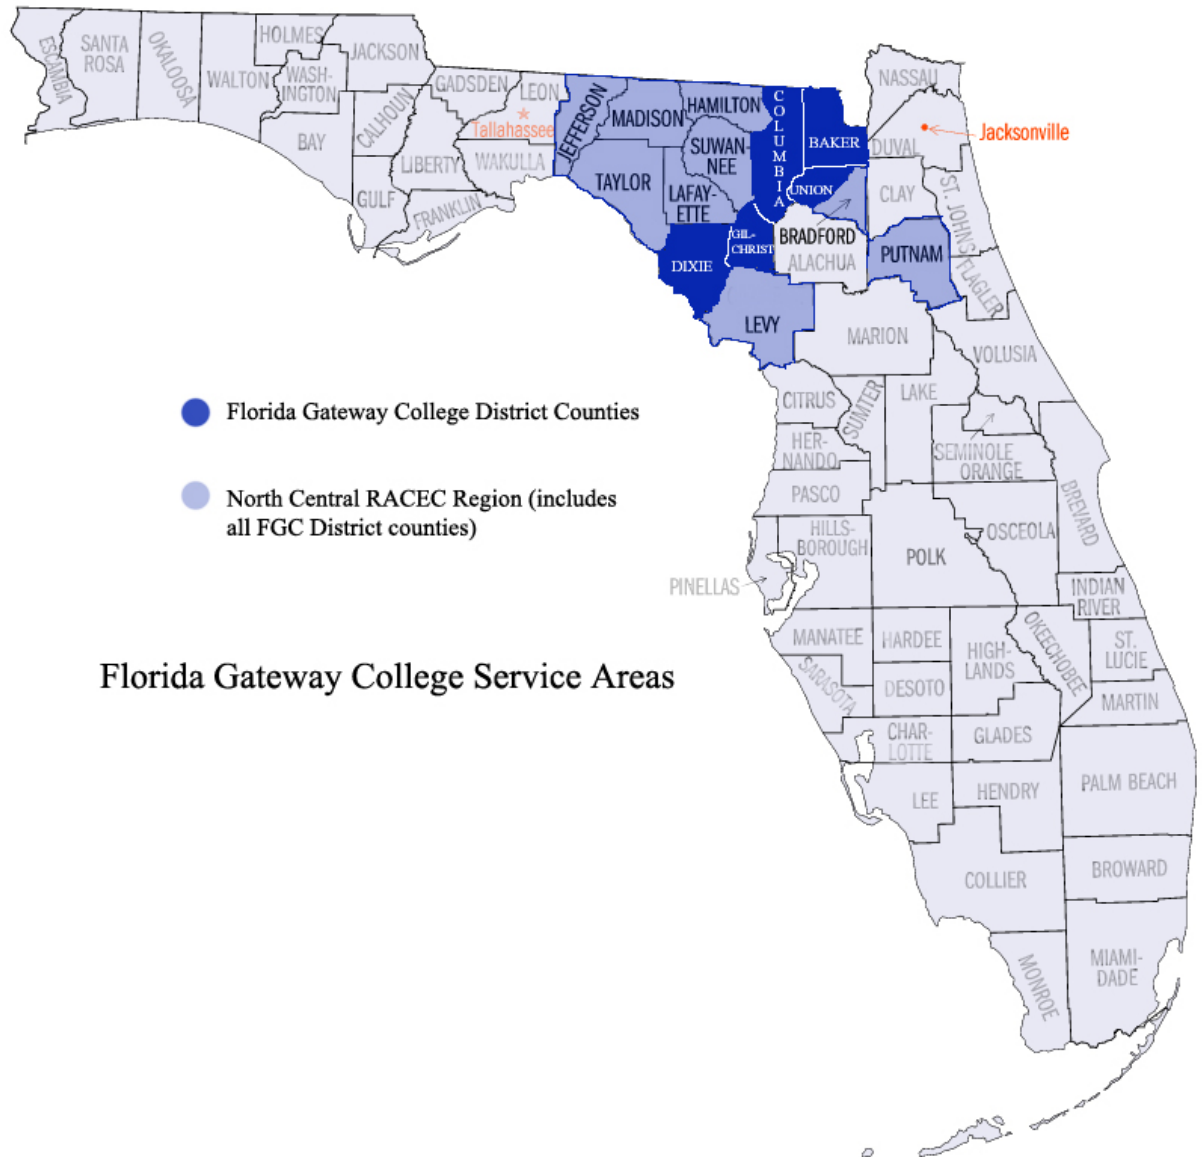 HOLMES
ESCAMBIA
SANTA
ROSA
OKALOOSA
WALTON
WASH-
INGTON
JACKSON
BAY
CALHOUN
GULF
GADSDEN
LEON
Tallahassee
LIBERTY
WAKULLA
FRANKLIN
JEFFERSON
MADISON
HAMILTON
TAYLOR
SUWAN-
NEE
LAFAY-
ETTE
COLUMBIA
BAKER
UNION
NASSAU
DUVAL
Jacksonville
CLAY
ST. JOHNS
BRADFORD
ALACHUA
GIL-
CHRIST
DIXIE
PUTNAM
FLAGLER
LEVY
MARION
VOLUSIA
CITRUS
SUMTER
LAKE
HER-
NANDO
SEMINOLE
ORANGE
PASCO
BREVARD
HILLS-
BOROUGH
POLK
OSCEOLA
PINELLAS
INDIAN
RIVER
MANATEE
HARDEE
HIGH-
LANDS
OKEECHOBEE
ST.
LUCIE
SARASOTA
DESOTO
MARTIN
CHAR-
LOTTE
GLADES
LEE
HENDRY
PALM BEACH
COLLIER
BROWARD
MONROE
MIAMI-
DADE
Florida Gateway College District Counties
North Central RACEC Region (includes
all FGC District counties)
Florida Gateway College Service Areas